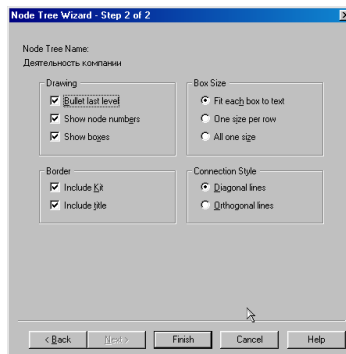 Node Tree Wizard - Step 2 of 2
Node Tree Name:
Деятельность компании
Drawing
Bullet last level
Show node numbers
Show boxes
Box Size
Fit each box to text
One size per row
All one size
Border
Include Kit
Include title
Connection Style
Diagonal lines
Orthogonal lines
< Back
Next >
Finish
Cancel
Help